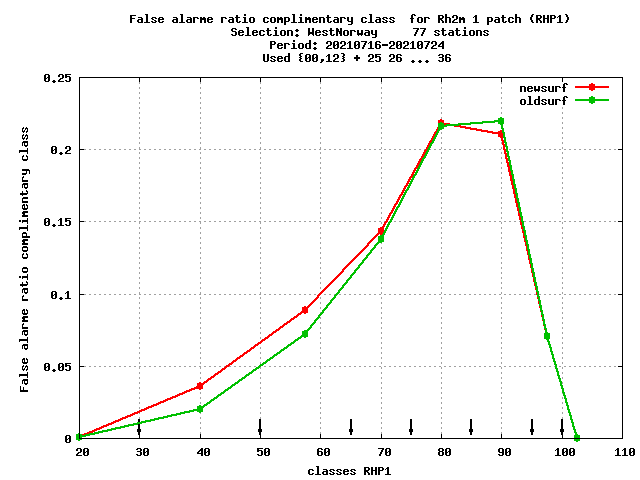 False alarme ratio complimentary class  for Rh2m 1 patch (RHP1)
Selection: WestNorway     77 stations
Period: 20210716-20210724
Used {00,12} + 25 26 ... 36
newsurf
oldsurf
False alarme ratio complimentary class
0.25
0.2
0.15
0.1
0.05
0
20 30 40 50 60 70 80 90 100 110
classes RHP1